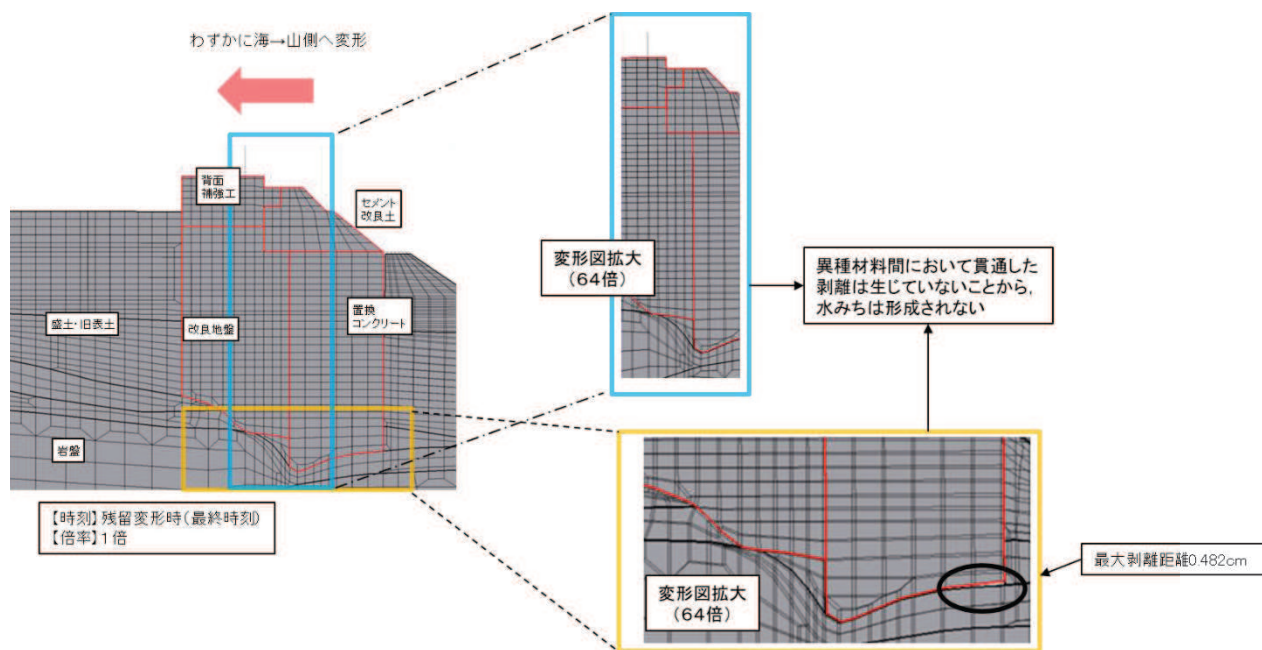 わずかに海→山側へ変形
背面
補強工
セメント
改良土
盛土・旧表土
改良地盤
置換
コンクリート
岩盤
【時刻】残留変形時(最終時刻)
【倍率】1倍
変形図拡大
(64倍)
異種材料間において貫通した
剥離は生じていないことから,
水みちは形成されない
変形図拡大
(64倍)
最大剥離距離0.482cm